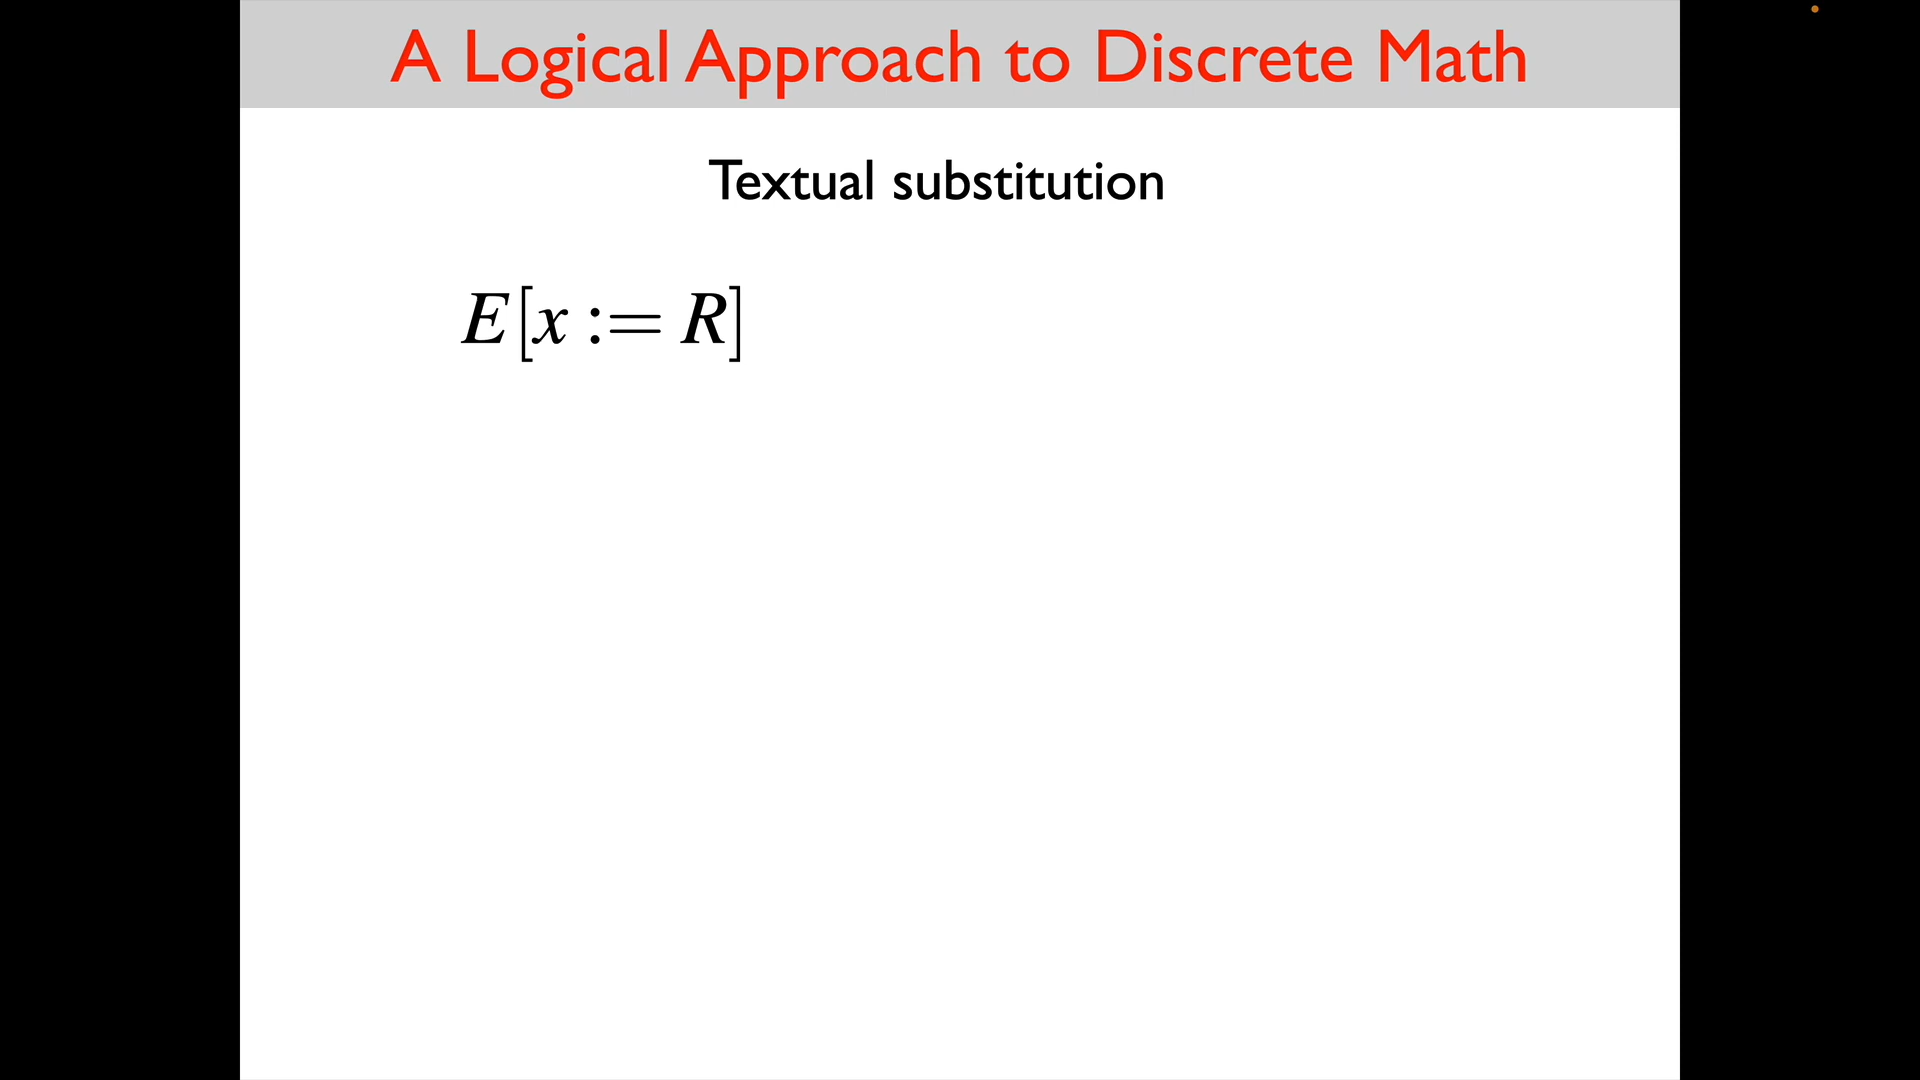 A Logical Approach to Discrete Math
Textual substitution
E[x := R]